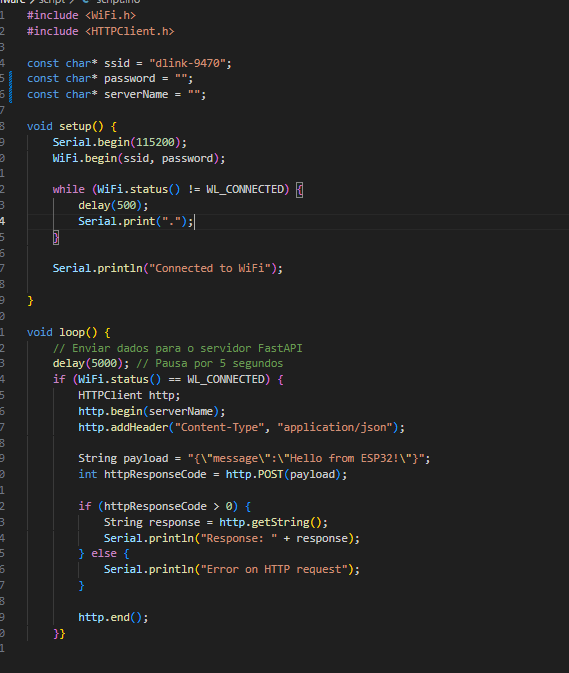 script.ino
1 #include <WiFi.h>
2 #include <HTTPClient.h>
3
4 const char* ssid = "dlink-9470";
5 const char* password = "";
6 const char* serverName = "";
7
8 void setup() {
9     Serial.begin(115200);
0     WiFi.begin(ssid, password);
1
2     while (WiFi.status() != WL_CONNECTED) {
3         delay(500);
4         Serial.print(".");
5     }
6
7     Serial.println("Connected to WiFi");
8
9 }
0
1 void loop() {
2     // Enviar dados para o servidor FastAPI
3     delay(5000); // Pausa por 5 segundos
4     if (WiFi.status() == WL_CONNECTED) {
5         HTTPClient http;
6         http.begin(serverName);
7         http.addHeader("Content-Type", "application/json");
8
9         String payload = "{\"message\":\"Hello from ESP32!\"}";
0         int httpResponseCode = http.POST(payload);
1
2         if (httpResponseCode > 0) {
3             String response = http.getString();
4             Serial.println("Response: " + response);
5         } else {
6             Serial.println("Error on HTTP request");
7         }
8
9         http.end();
0     }}
1